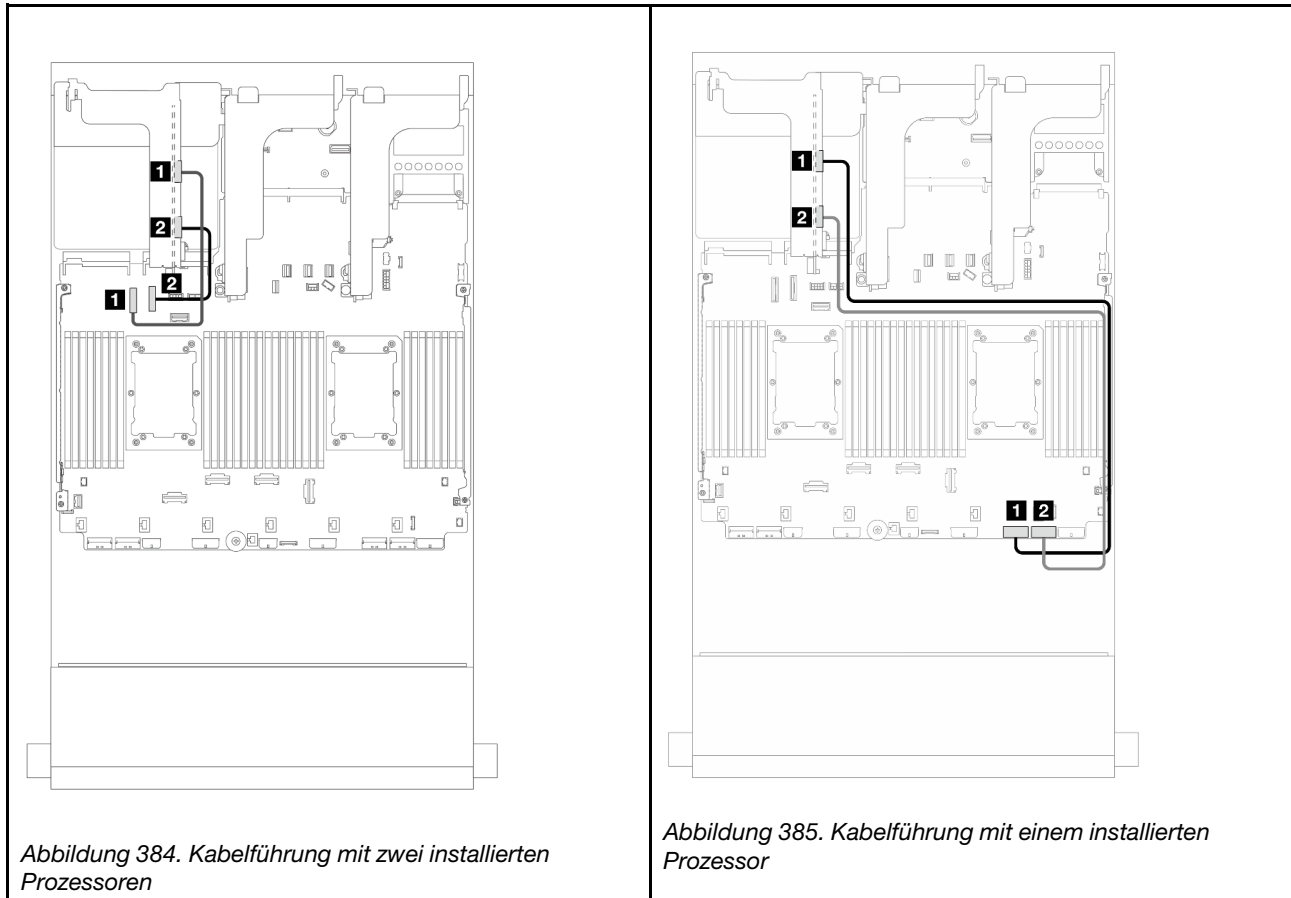 1
2
2
1
Abbildung 384. Kabelführung mit zwei installierten
Prozessoren
1
2
1 2
Abbildung 385. Kabelführung mit einem installierten
Prozessor